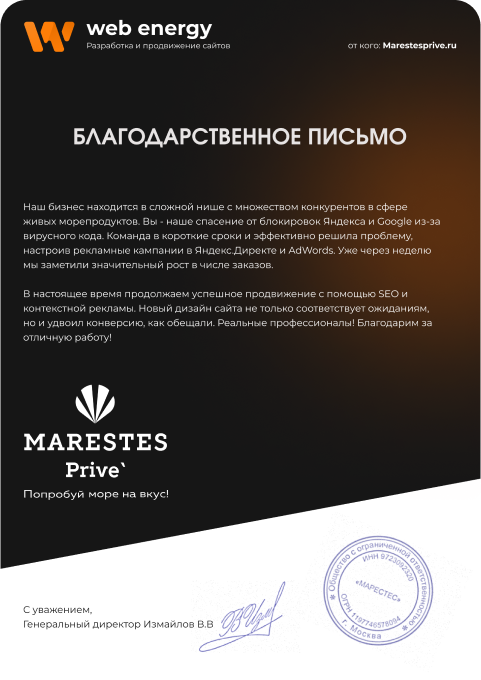 web energy
Разработка и продвижение сайтов
от кого: Marestesprive.ru
БЛАГОДАРСТВЕННОЕ ПИСЬМО
Наш бизнес находится в сложной нише с множеством конкурентов в сфере
живых морепродуктов. Вы - наше спасение от блокировок Яндекса и Google из-за
вирусного кода. Команда в короткие сроки и эффективно решила проблему,
настроив рекламные кампании в Яндекс.Директе и AdWords. Уже через неделю
мы заметили значительный рост в числе заказов.
В настоящее время продолжаем успешное продвижение с помощью SEO и
контекстной рекламы. Новый дизайн сайта не только соответствует ожиданиям,
но и удвоил конверсию, как обещали. Реальные профессионалы! Благодарим за
отличную работу!
MARESTES
Prive`
Попробуй море на вкус!
С уважением,
Генеральный директор Измайлов В.В
Общество с ограниченной ответственностью
ИНН 9723092320
«МАРЕСТЕС»
ОГРН 1197746578094
г. Москва